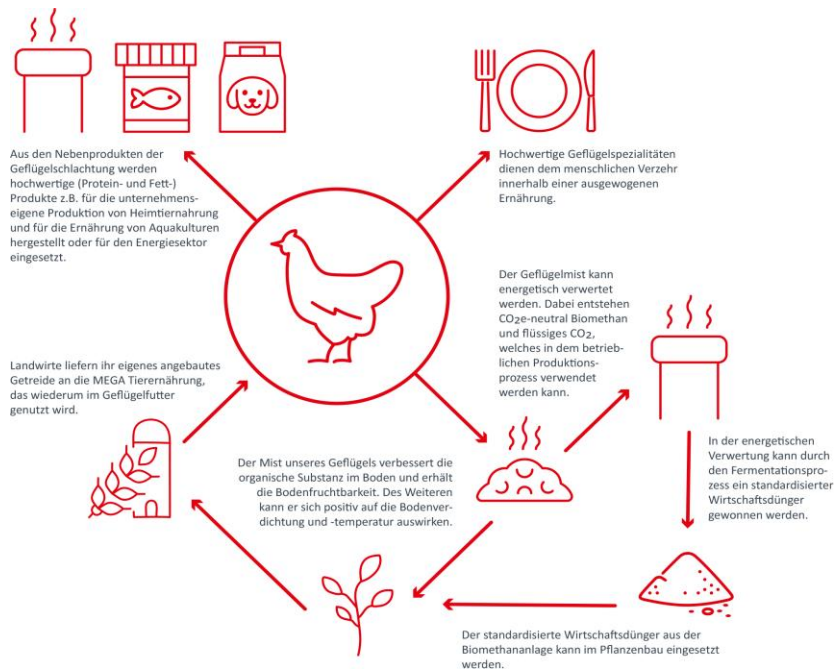 Aus den Nebenprodukten der
Geflügelschlachtung werden
hochwertige (Protein- und Fett-)
Produkte z.B. für die unternehmens-
eigene Produktion von Heimtiernahrung
und für die Ernährung von Aquakulturen
hergestellt oder für den Energiesektor
eingesetzt.
Hochwertige Geflügelspezialitäten
dienen dem menschlichen Verzehr
innerhalb einer ausgewogenen
Ernährung.
Der Geflügelmist kann
energetisch verwertet
werden. Dabei entstehen
CO2e-neutral Biomethan
und flüssiges CO2,
welches in dem betrieb-
lichen Produktions-
prozess verwendet
werden kann.
Landwirte liefern ihr eigenes angebautes
Getreide an die MEGA Tierernährung,
das wiederum im Geflügelfutter
genutzt wird.
Der Mist unseres Geflügels verbessert die
organische Substanz im Boden und erhält
die Bodenfruchtbarkeit. Des Weiteren
kann er sich positiv auf die Bodenver-
dichtung und -temperatur auswirken.
In der energetischen
Verwertung kann durch
den Fermentationspro-
zess ein standardisierter
Wirtschaftsdünger
gewonnen werden.
Der standardisierte Wirtschaftsdünger aus der
Biomethananlage kann im Pflanzenbau eingesetzt
werden.